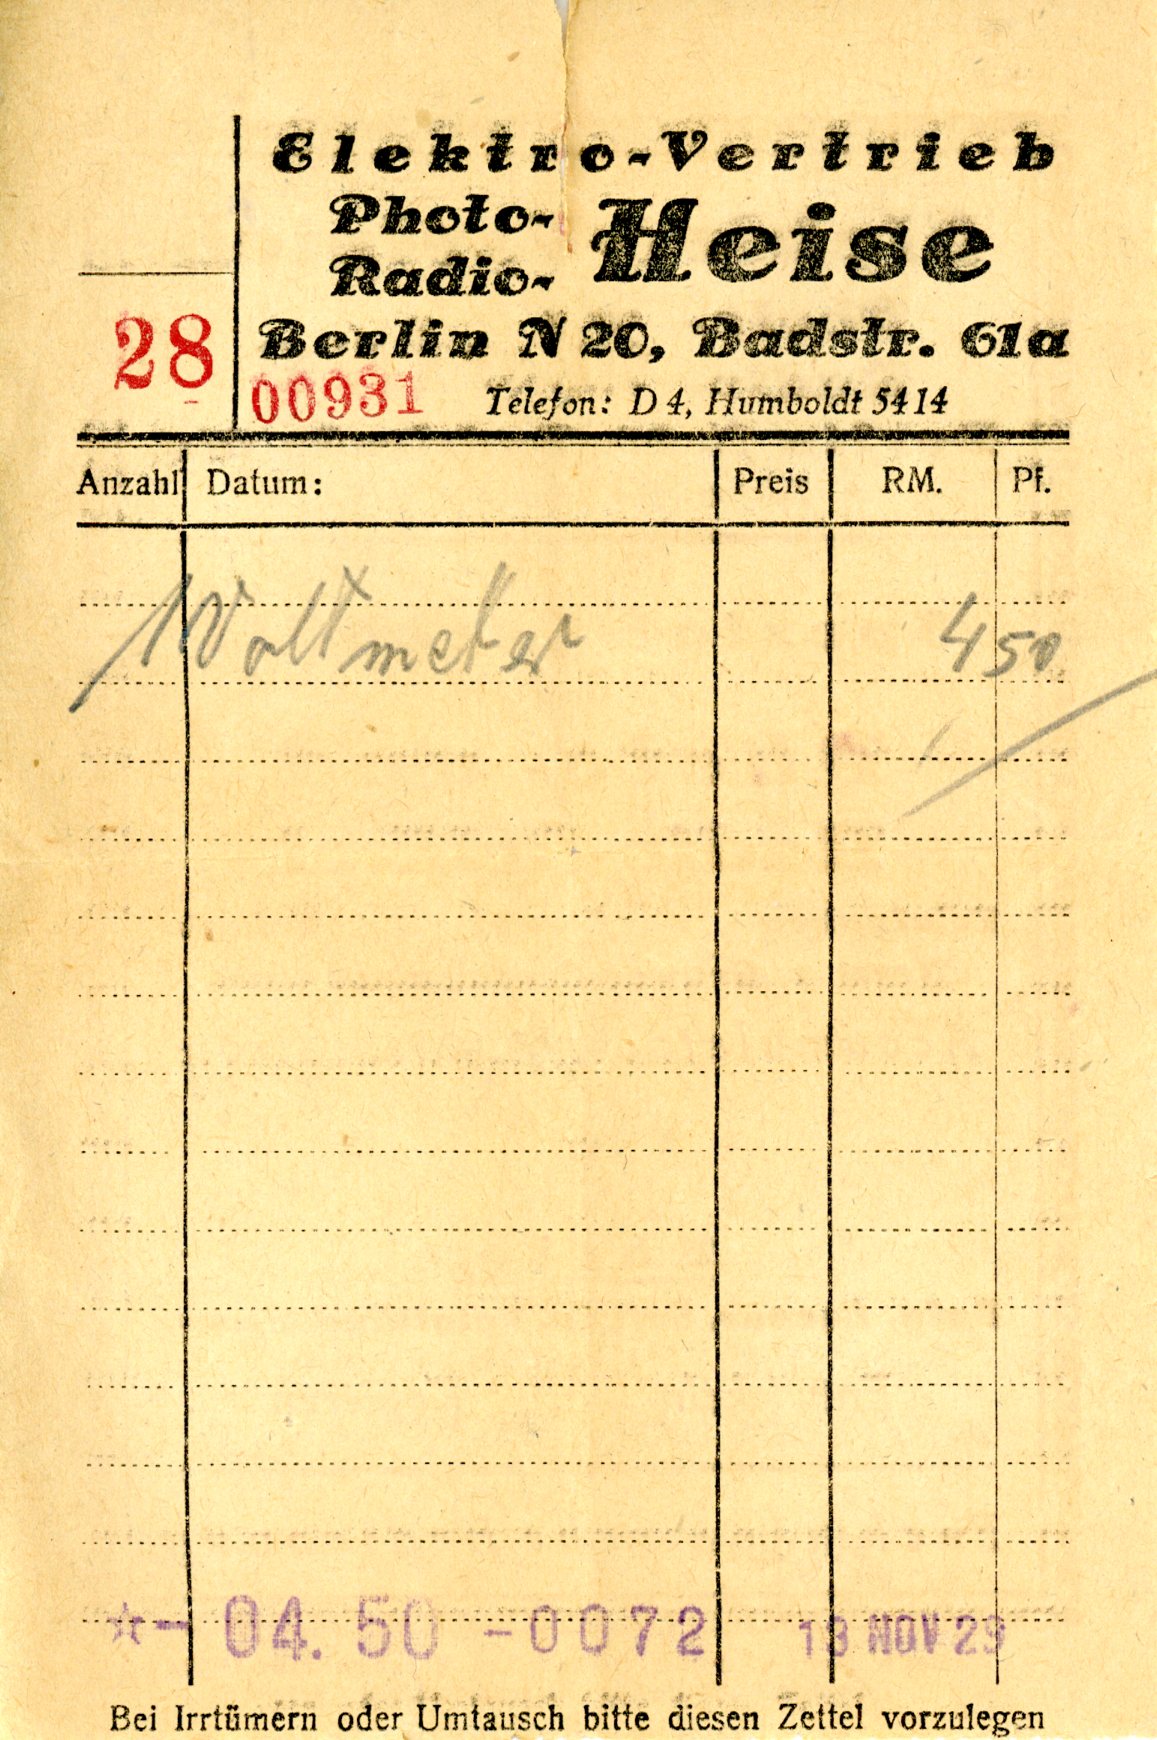 Elektro-Vertrieb
Photo-
Radio-
Heise
Berlin N 20, Badstr. 61a
28
00931
Telefon: D 4, Humboldt 5414
Anzahl Datum: Preis RM. Pf.
1 Voltmeter 4 50
☆- 04. 50 -0072 18 NOV 29
Bei Irrtümern oder Umtausch bitte diesen Zettel vorzulegen